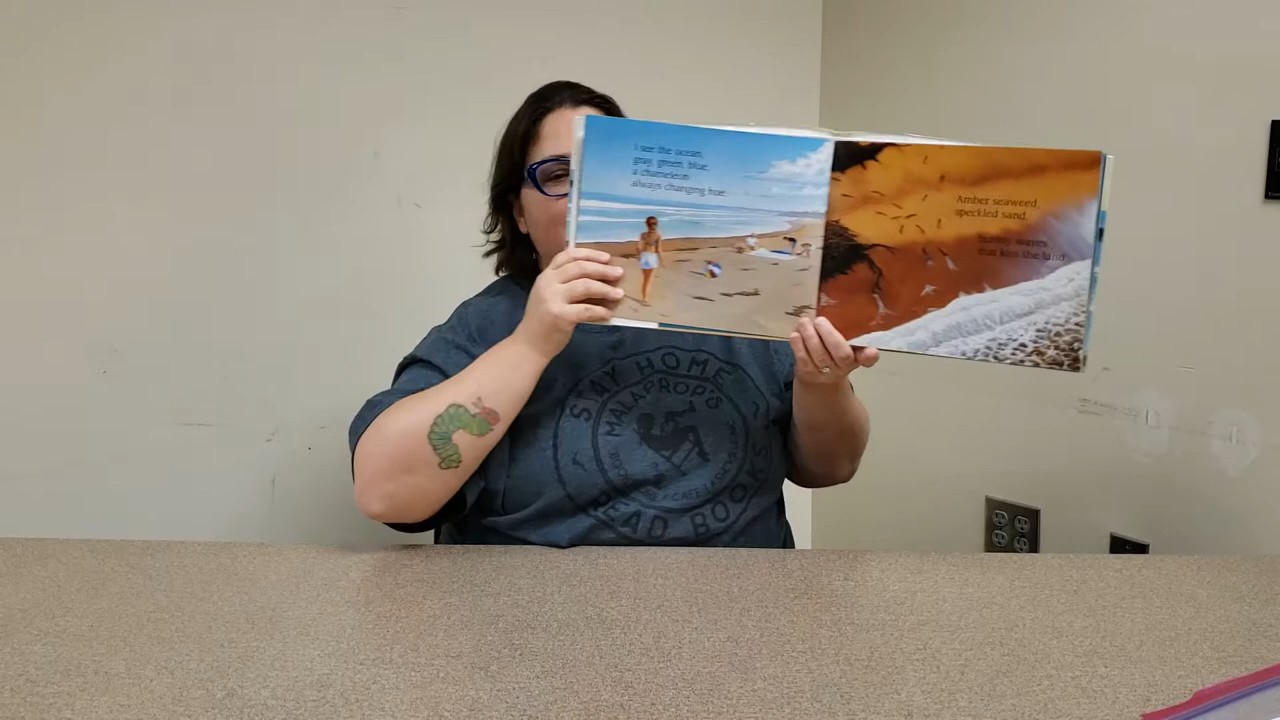 I see the ocean,
gray, green, blue,
a chameleon
always changing hue.
Amber seaweed,
speckled sand,
bubbly waves
that kiss the land.
STAY HOME
MALAPROP'S
READ BOOKS